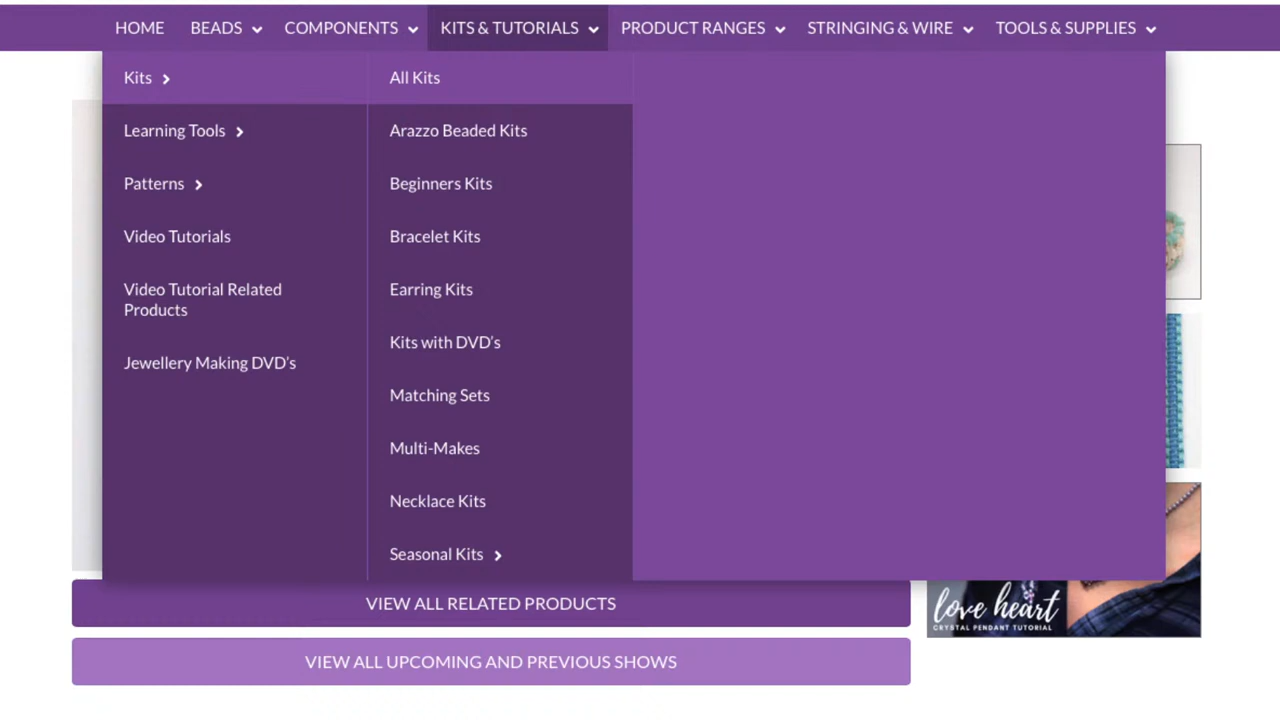 HOME BEADS COMPONENTS KITS & TUTORIALS PRODUCT RANGES STRINGING & WIRE TOOLS & SUPPLIES
Kits
Learning Tools
Patterns
Video Tutorials
Video Tutorial Related
Products
Jewellery Making DVD's
All Kits
Arazzo Beaded Kits
Beginners Kits
Bracelet Kits
Earring Kits
Kits with DVD's
Matching Sets
Multi-Makes
Necklace Kits
Seasonal Kits
love heart
CRYSTAL PENDANT TUTORIAL
VIEW ALL RELATED PRODUCTS
VIEW ALL UPCOMING AND PREVIOUS SHOWS